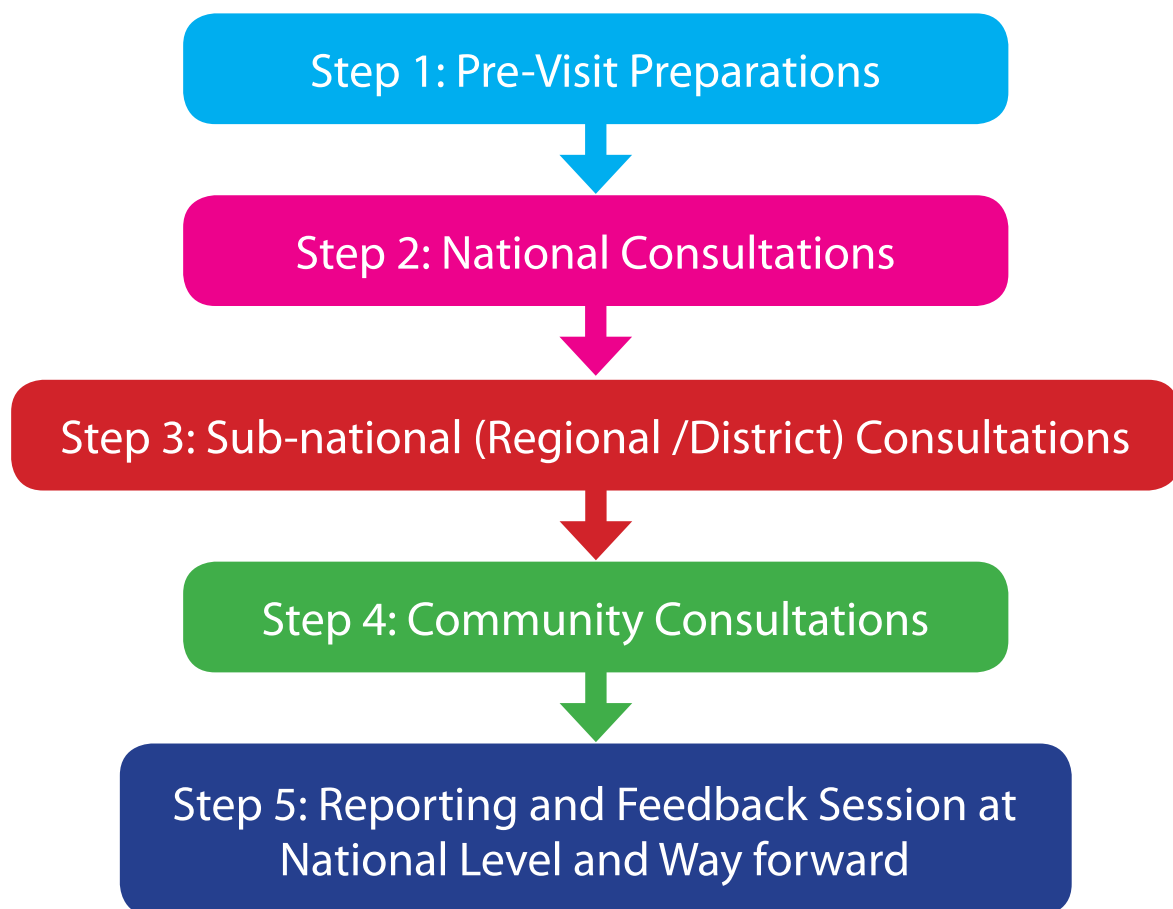 Step 1: Pre-Visit Preparations
Step 2: National Consultations
Step 3: Sub-national (Regional /District) Consultations
Step 4: Community Consultations
Step 5: Reporting and Feedback Session at
National Level and Way forward